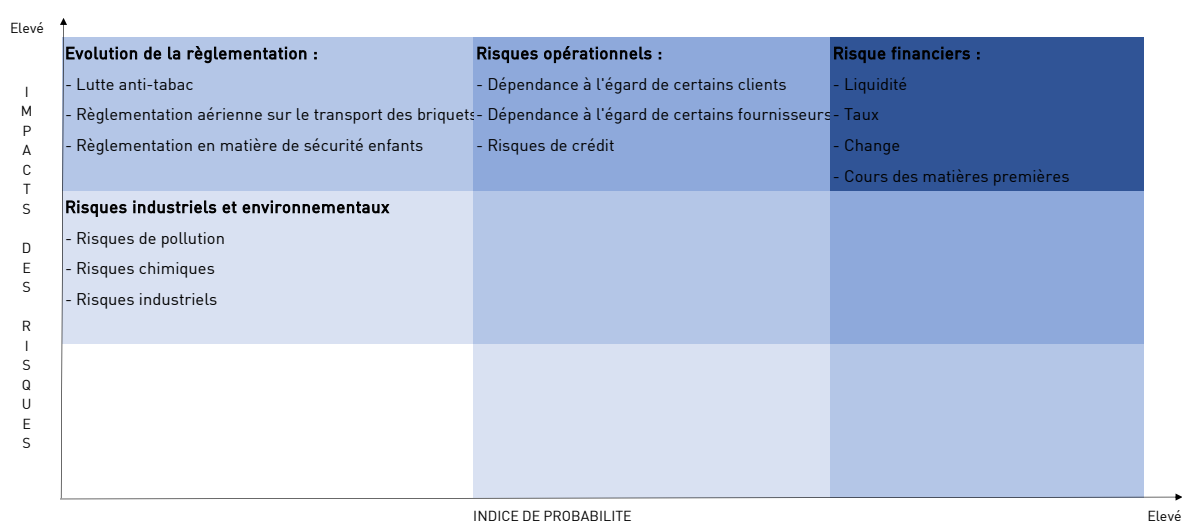 Elevé
IMPACTS DES RISQUES
Evolution de la règlementation :
- Lutte anti-tabac
- Règlementation aérienne sur le transport des briquets
- Règlementation en matière de sécurité enfants
Risques opérationnels :
- Dépendance à l'égard de certains clients
- Dépendance à l'égard de certains fournisseurs
- Risques de crédit
Risque financiers :
- Liquidité
- Taux
- Change
- Cours des matières premières
Risques industriels et environnementaux
- Risques de pollution
- Risques chimiques
- Risques industriels
INDICE DE PROBABILITE
Elevé